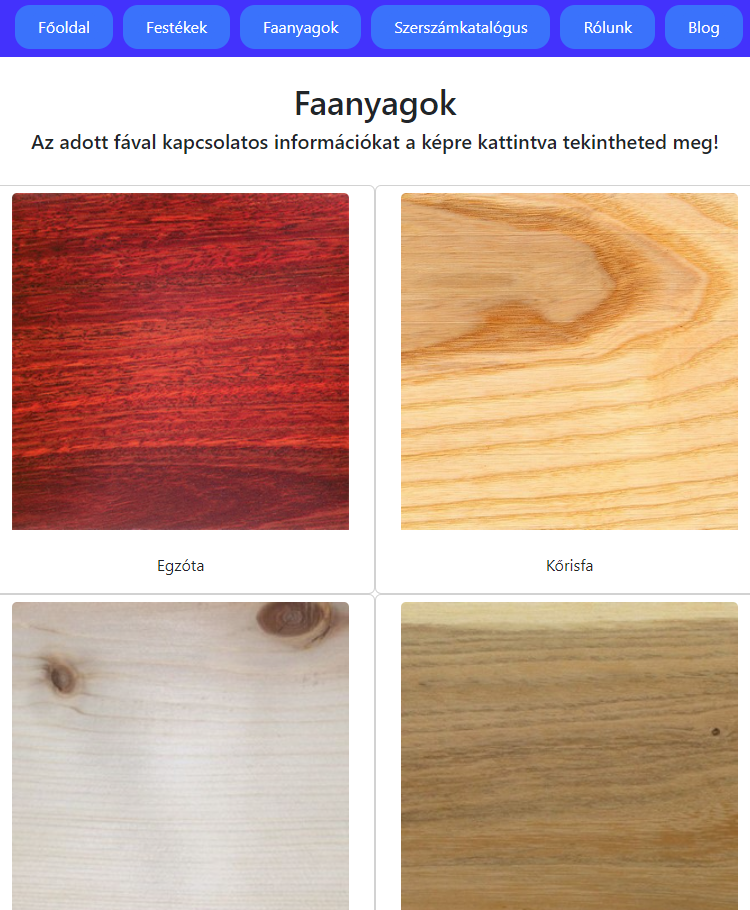 Főoldal Festékek Faanyagok Szerszámkatalógus Rólunk Blog
Faanyagok
Az adott fával kapcsolatos információkat a képre kattintva tekintheted meg!
Egzóta Kőrisfa